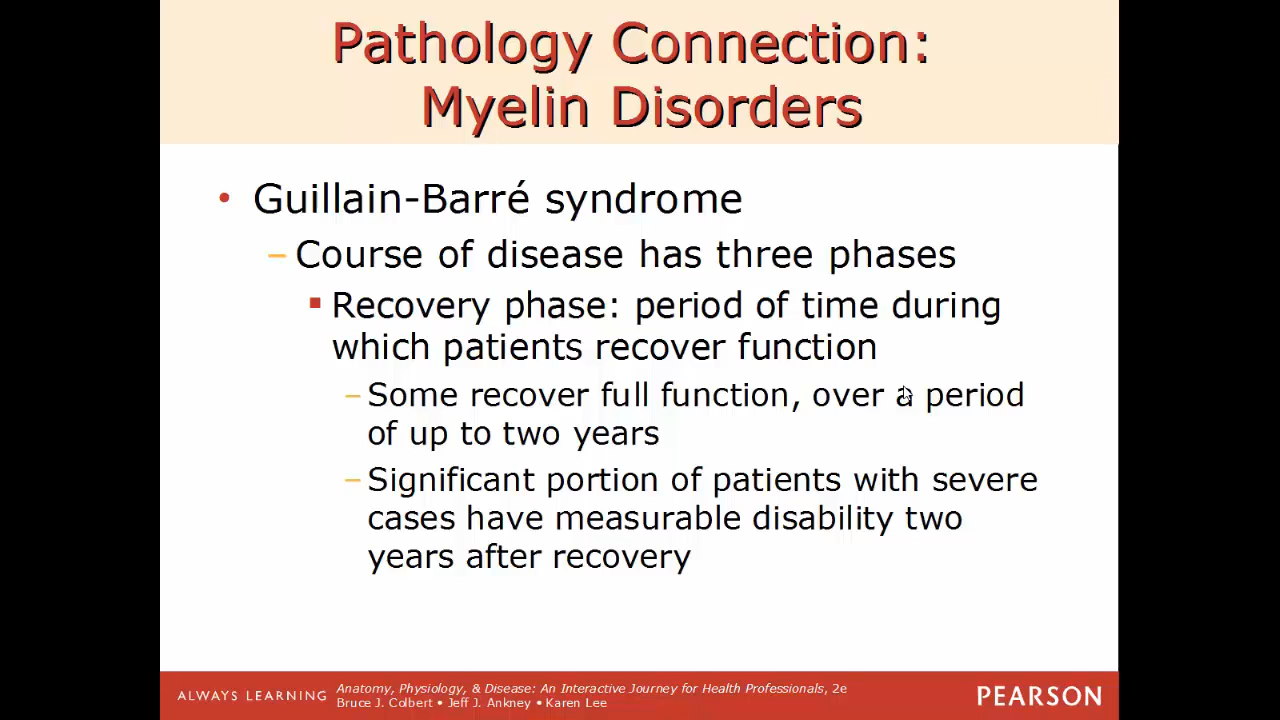 Pathology Connection:
Myelin Disorders
• Guillain-Barré syndrome
– Course of disease has three phases
▪ Recovery phase: period of time during
which patients recover function
– Some recover full function, over a period
of up to two years
– Significant portion of patients with severe
cases have measurable disability two
years after recovery
ALWAYS LEARNING
Anatomy, Physiology, & Disease: An Interactive Journey for Health Professionals, 2e
Bruce J. Colbert • Jeff J. Ankney • Karen Lee
PEARSON